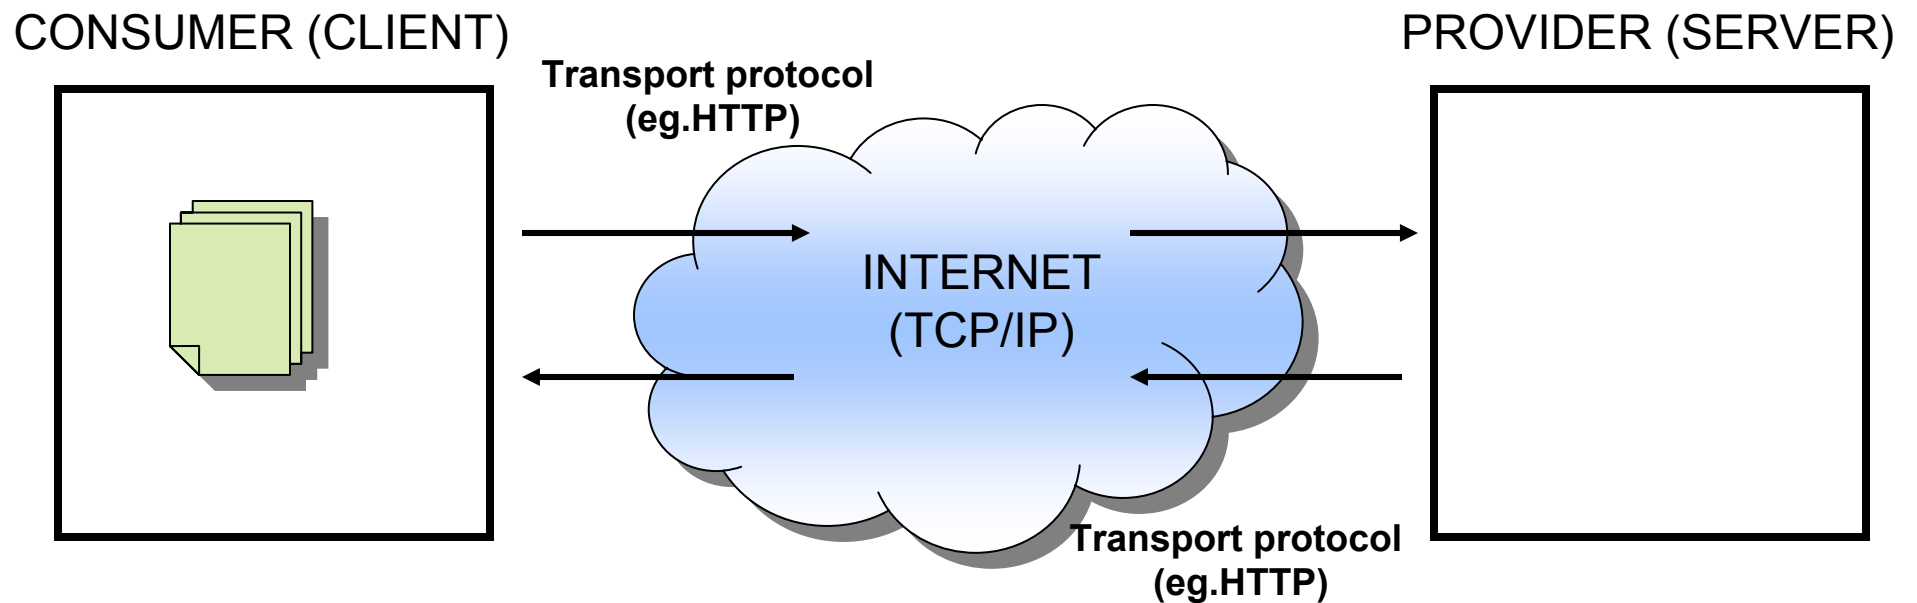 CONSUMER (CLIENT)
PROVIDER (SERVER)
Transport protocol
(eg.HTTP)
INTERNET
(TCP/IP)
Transport protocol
(eg.HTTP)